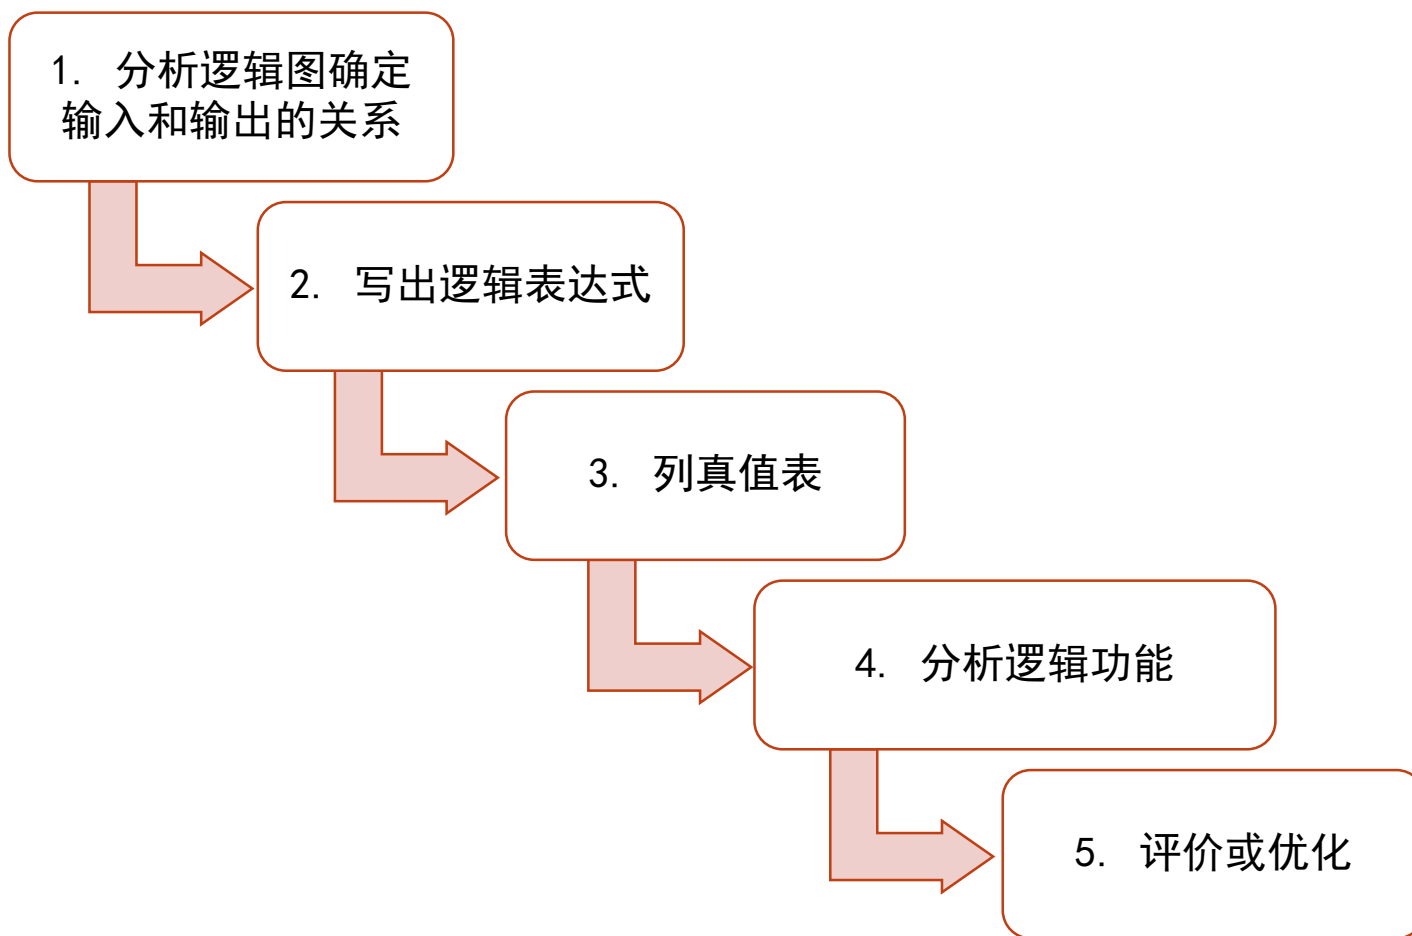 1. 分析逻辑图确定
输入和输出的关系
2. 写出逻辑表达式
3. 列真值表
4. 分析逻辑功能
5. 评价或优化